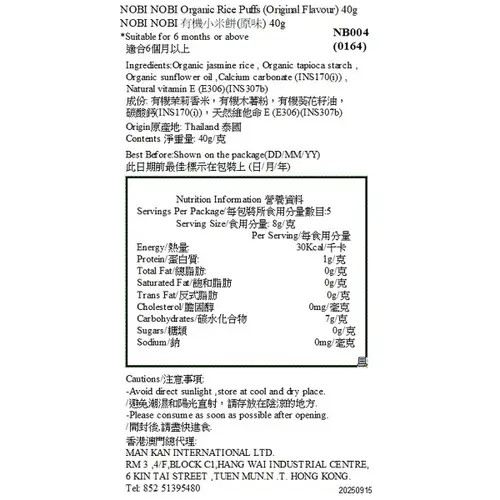 NOBI NOBI Organic Rice Puffs (Original Flavour) 40g
NOBI NOBI 有機小米餅(原味) 40g
*Suitable for 6 months or above
適合6個月以上
NB004
(0164)
Ingredients:Organic jasmine rice , Organic tapioca starch ,
Organic sunflower oil ,Calcium carbonate (INS170(i)) ,
Natural vitamin E (E306)(INS307b)
成份: 有機茉莉香米，有機木薯粉，有機葵花籽油，
碳酸鈣(INS170(i))，天然維他命 E (E306)(INS307b)
Origin原產地: Thailand 泰國
Contents 淨重量: 40g/克
Best Before:Shown on the package(DD/MM/YY)
此日期前最佳:標示在包裝上 (日/月/年)
Nutrition Information 營養資料
Servings Per Package/每包裝所食用分量數目:5
Serving Size/食用分量: 8g/克
Per Serving/每食用分量
Energy/熱量: 30Kcal/千卡
Protein/蛋白質: 1g/克
Total Fat/總脂肪: 0g/克
Saturated Fat/飽和脂肪 0g/克
Trans Fat/反式脂肪 0g/克
Cholesterol/膽固醇 0mg/毫克
Carbohydrates/碳水化合物 7g/克
Sugars/糖類 0g/克
Sodium/鈉 0mg/毫克
Cautions/注意事項:
-Avoid direct sunlight ,store at cool and dry place.
/避免潮濕和陽光直射，請存放在陰涼的地方.
-Please consume as soon as possible after opening.
/開封後,請盡快進食.
香港澳門總代理:
MAN KAN INTERNATIONAL LTD.
RM 3 ,4/F,BLOCK C1,HANG WAI INDUSTRIAL CENTRE,
6 KIN TAI STREET ,TUEN MUN.N .T. HONG KONG.
Tel: 852 51395480
20250915